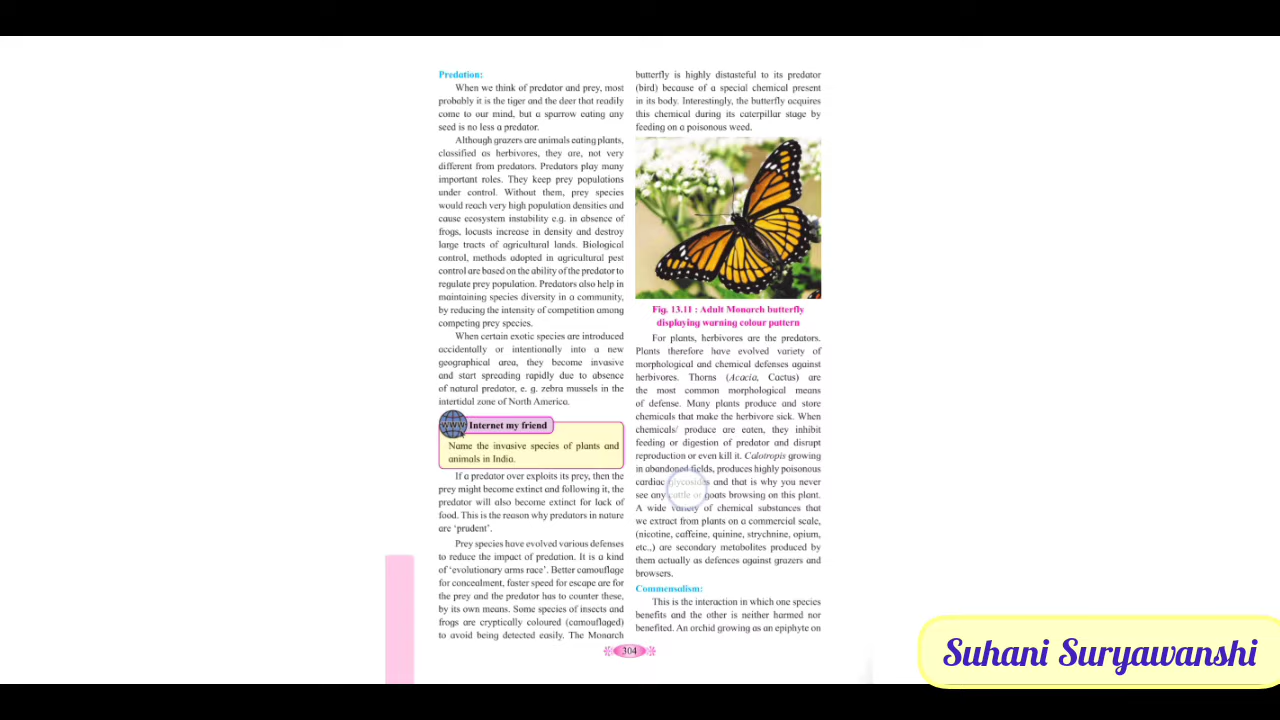 Predation:
When we think of predator and prey, most
probably it is the tiger and the deer that readily
come to our mind, but a sparrow eating any
seed is no less a predator.
Although grazers are animals eating plants,
classified as herbivores, they are, not very
different from predators. Predators play many
important roles. They keep prey populations
under control. Without them, prey species
would reach very high population densities and
cause ecosystem instability e.g. in absence of
frogs, locusts increase in density and destroy
large tracts of agricultural lands. Biological
control, methods adopted in agricultural pest
control are based on the ability of the predator to
regulate prey population. Predators also help in
maintaining species diversity in a community,
by reducing the intensity of competition among
competing prey species.
When certain exotic species are introduced
accidentally or intentionally into a new
geographical area, they become invasive
and start spreading rapidly due to absence
of natural predator, e. g. zebra mussels in the
intertidal zone of North America.
WWW Internet my friend
Name the invasive species of plants and
animals in India.
If a predator over exploits its prey, then the
prey might become extinct and following it, the
predator will also become extinct for lack of
food. This is the reason why predators in nature
are ‘prudent’.
Prey species have evolved various defenses
to reduce the impact of predation. It is a kind
of ‘evolutionary arms race’. Better camouflage
for concealment, faster speed for escape are for
the prey and the predator has to counter these,
by its own means. Some species of insects and
frogs are cryptically coloured (camouflaged)
to avoid being detected easily. The Monarch
butterfly is highly distasteful to its predator
(bird) because of a special chemical present
in its body. Interestingly, the butterfly acquires
this chemical during its caterpillar stage by
feeding on a poisonous weed.
Fig. 13.11 : Adult Monarch butterfly
displaying warning colour pattern
For plants, herbivores are the predators.
Plants therefore have evolved variety of
morphological and chemical defenses against
herbivores. Thorns (Acacia, Cactus) are
the most common morphological means
of defense. Many plants produce and store
chemicals that make the herbivore sick. When
chemicals/ produce are eaten, they inhibit
feeding or digestion of predator and disrupt
reproduction or even kill it. Calotropis growing
in abandoned fields, produces highly poisonous
cardiac glycosides and that is why you never
see any cattle or goats browsing on this plant.
A wide variety of chemical substances that
we extract from plants on a commercial scale,
(nicotine, caffeine, quinine, strychnine, opium,
etc.,) are secondary metabolites produced by
them actually as defences against grazers and
browsers.
Commensalism:
This is the interaction in which one species
benefits and the other is neither harmed nor
benefited. An orchid growing as an epiphyte on
304
Suhani Suryawanshi